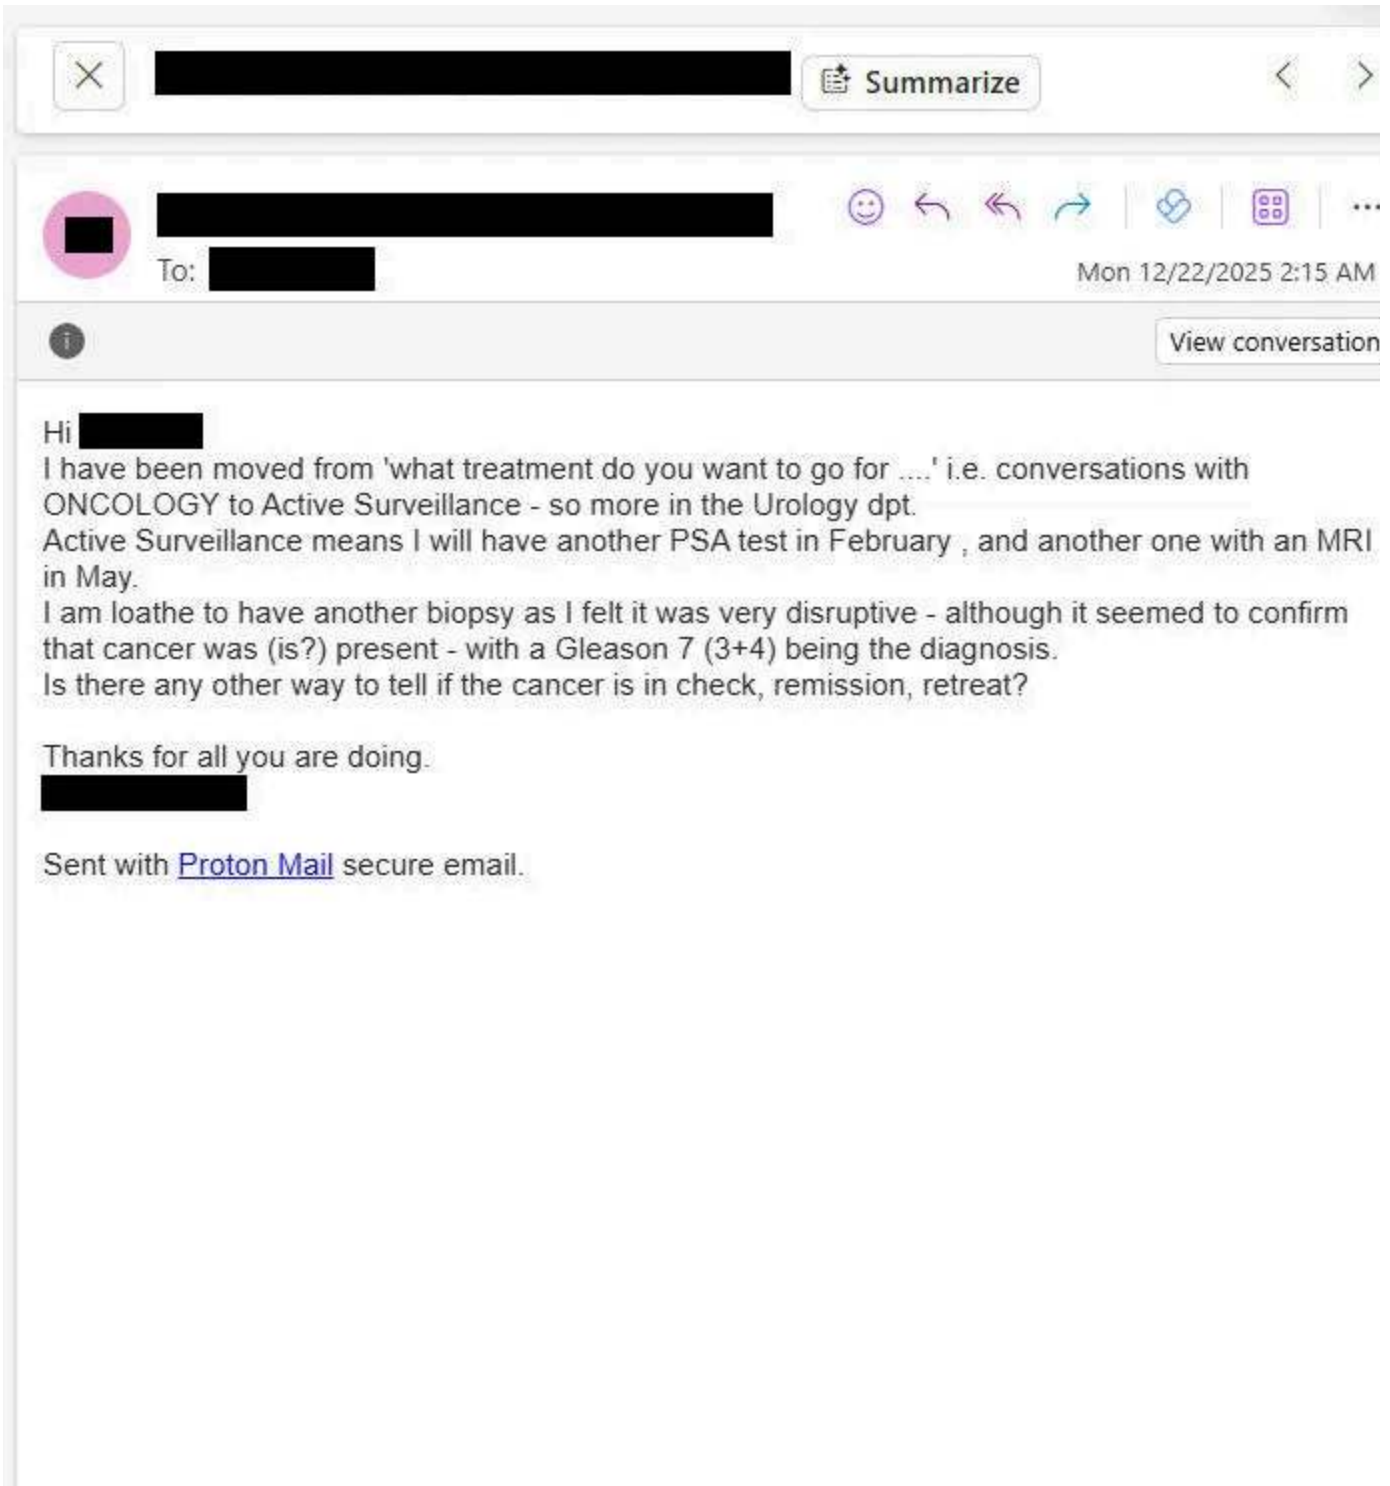 Summarize
To:
Mon 12/22/2025 2:15 AM
View conversation
Hi
I have been moved from 'what treatment do you want to go for ....' i.e. conversations with
ONCOLOGY to Active Surveillance - so more in the Urology dpt.
Active Surveillance means I will have another PSA test in February , and another one with an MRI
in May.
I am loathe to have another biopsy as I felt it was very disruptive - although it seemed to confirm
that cancer was (is?) present - with a Gleason 7 (3+4) being the diagnosis.
Is there any other way to tell if the cancer is in check, remission, retreat?
Thanks for all you are doing.
Sent with Proton Mail secure email.